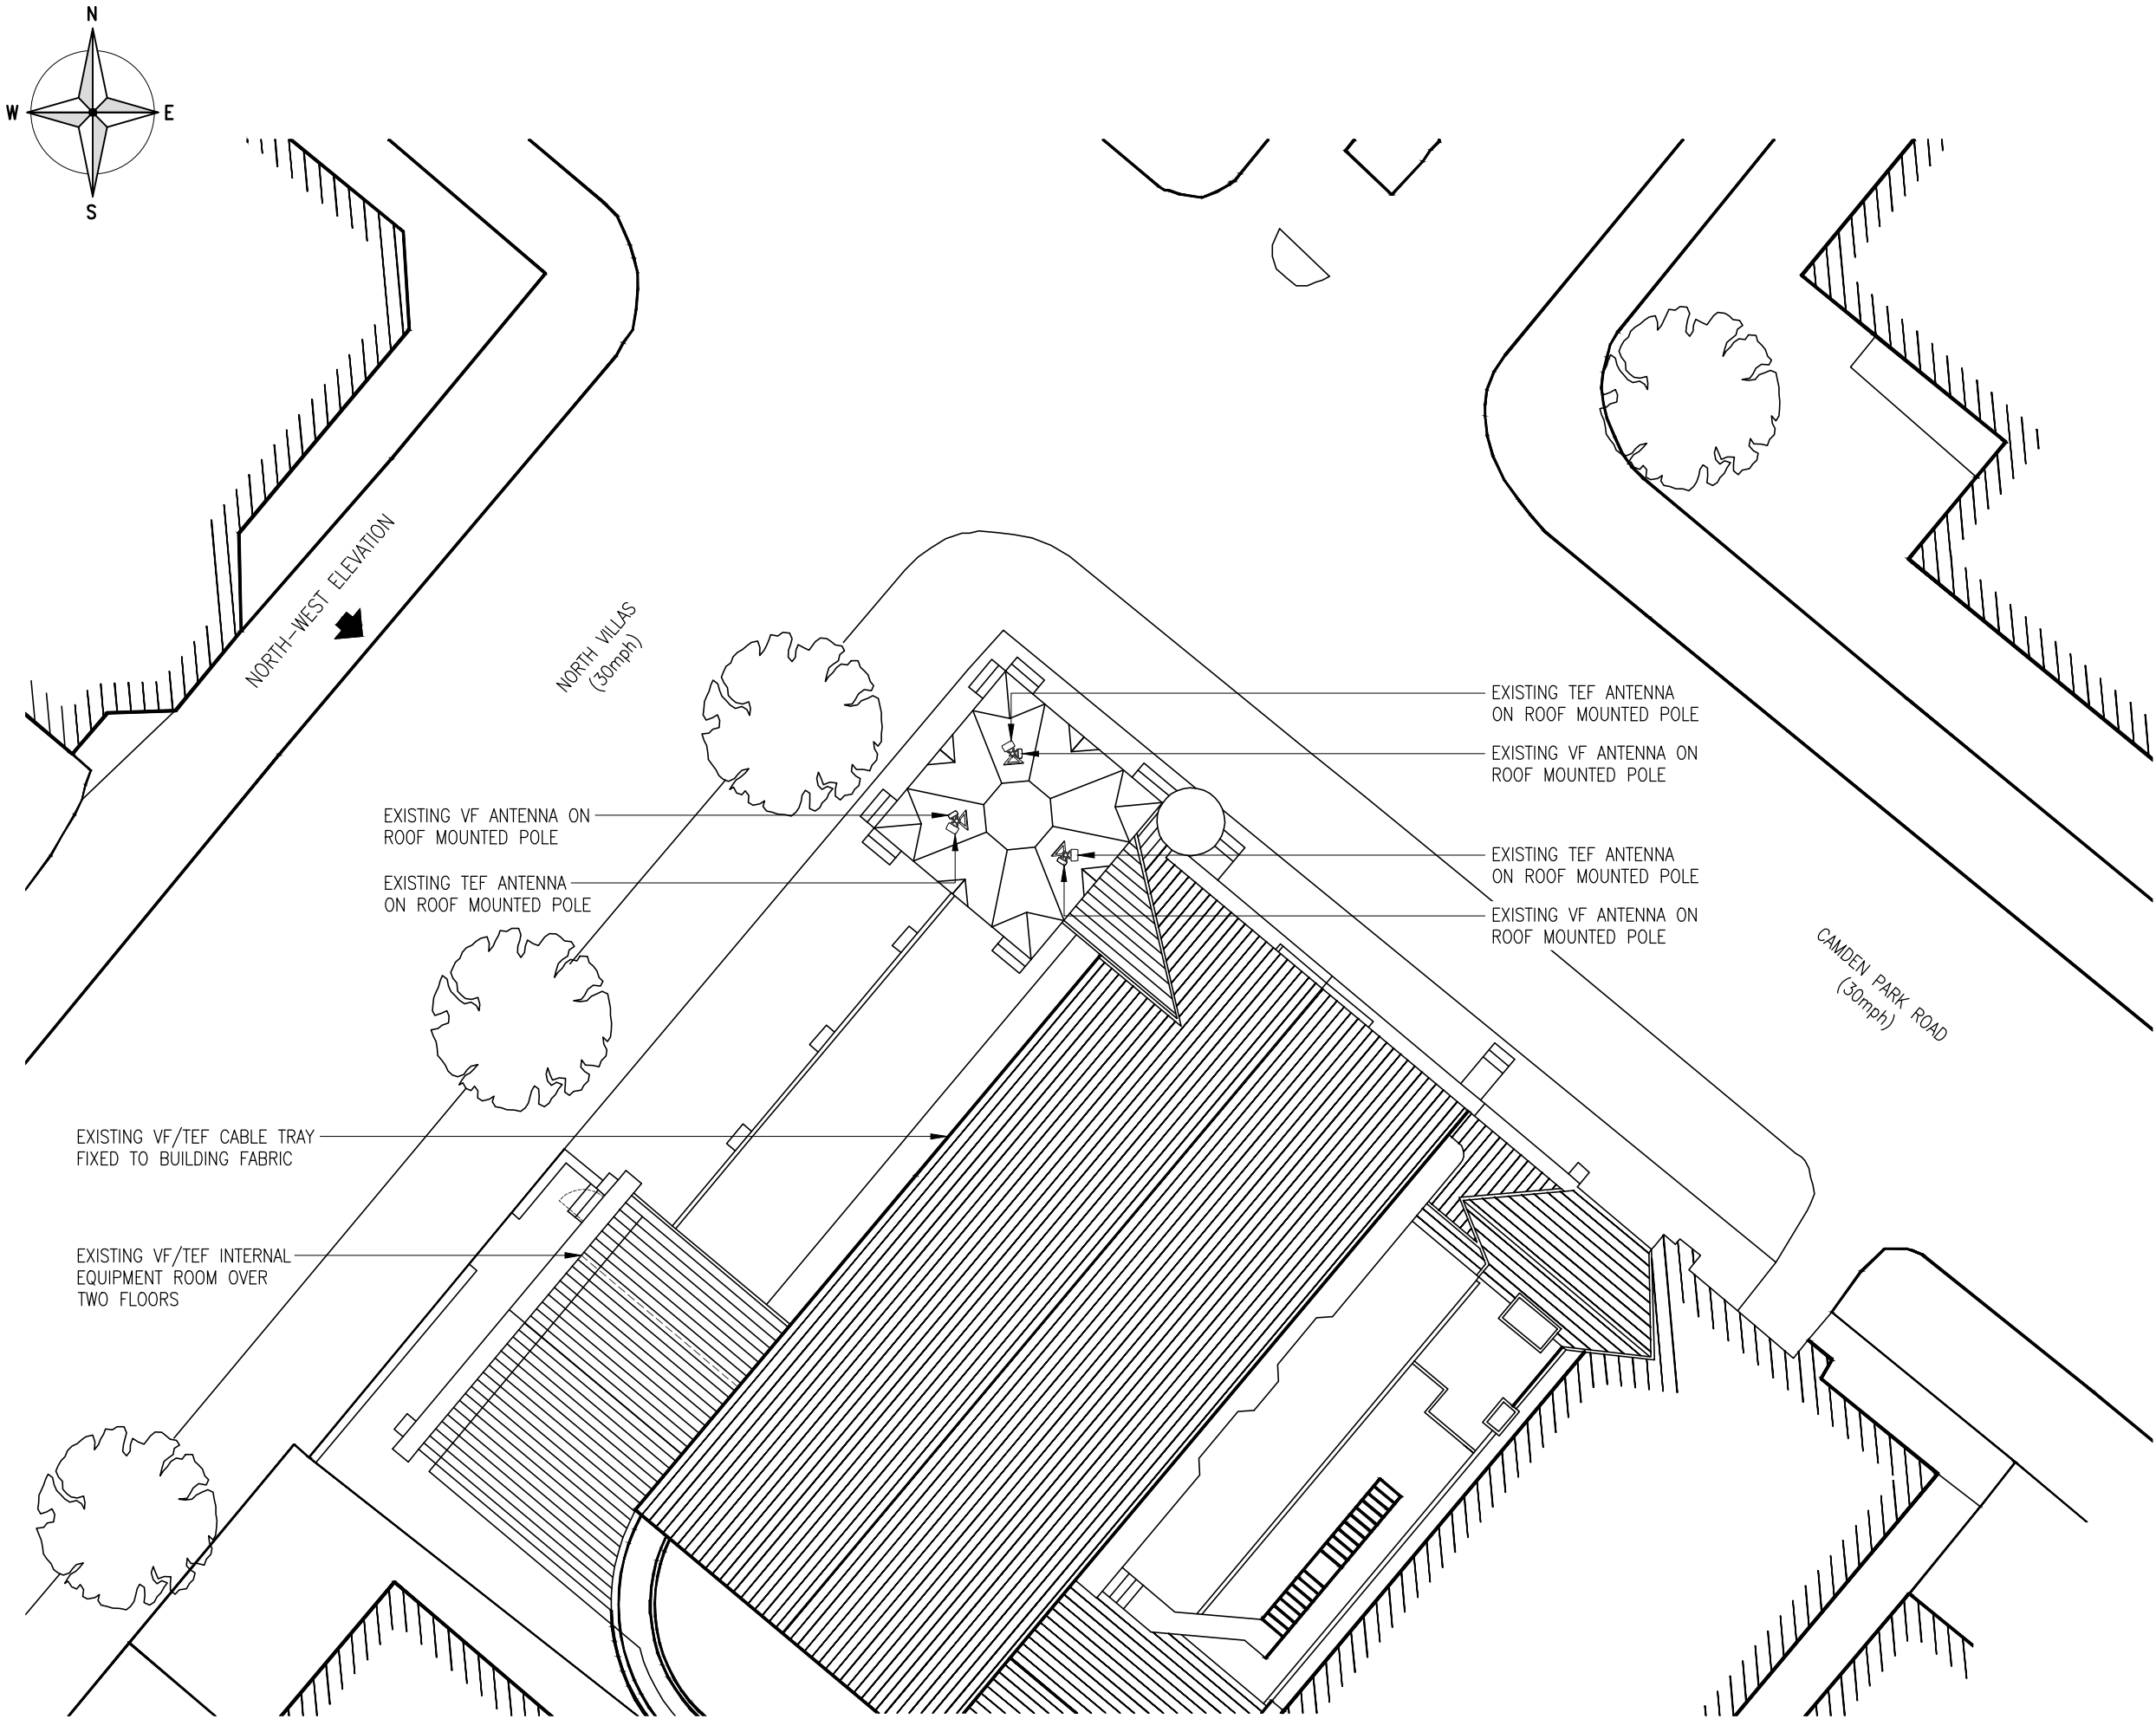 N
W
E
S
NORTH-WEST ELEVATION
NORTH VILLAS
(30mph)
EXISTING TEF ANTENNA
ON ROOF MOUNTED POLE
EXISTING VF ANTENNA ON
ROOF MOUNTED POLE
EXISTING VF ANTENNA ON
ROOF MOUNTED POLE
EXISTING TEF ANTENNA
ON ROOF MOUNTED POLE
EXISTING TEF ANTENNA
ON ROOF MOUNTED POLE
EXISTING VF ANTENNA ON
ROOF MOUNTED POLE
CAMDEN PARK ROAD
(30mph)
EXISTING VF/TEF CABLE TRAY
FIXED TO BUILDING FABRIC
EXISTING VF/TEF INTERNAL
EQUIPMENT ROOM OVER
TWO FLOORS